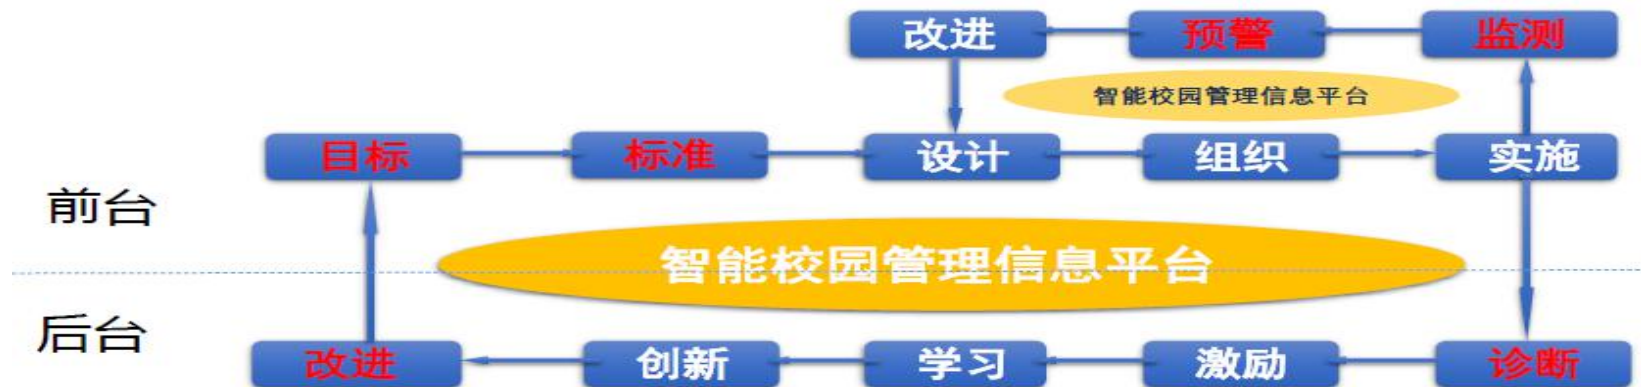 改进 预警 监测
智能校园管理信息平台
目标 标准 设计 组织 实施
前台
智能校园管理信息平台
后台
改进 创新 学习 激励 诊断